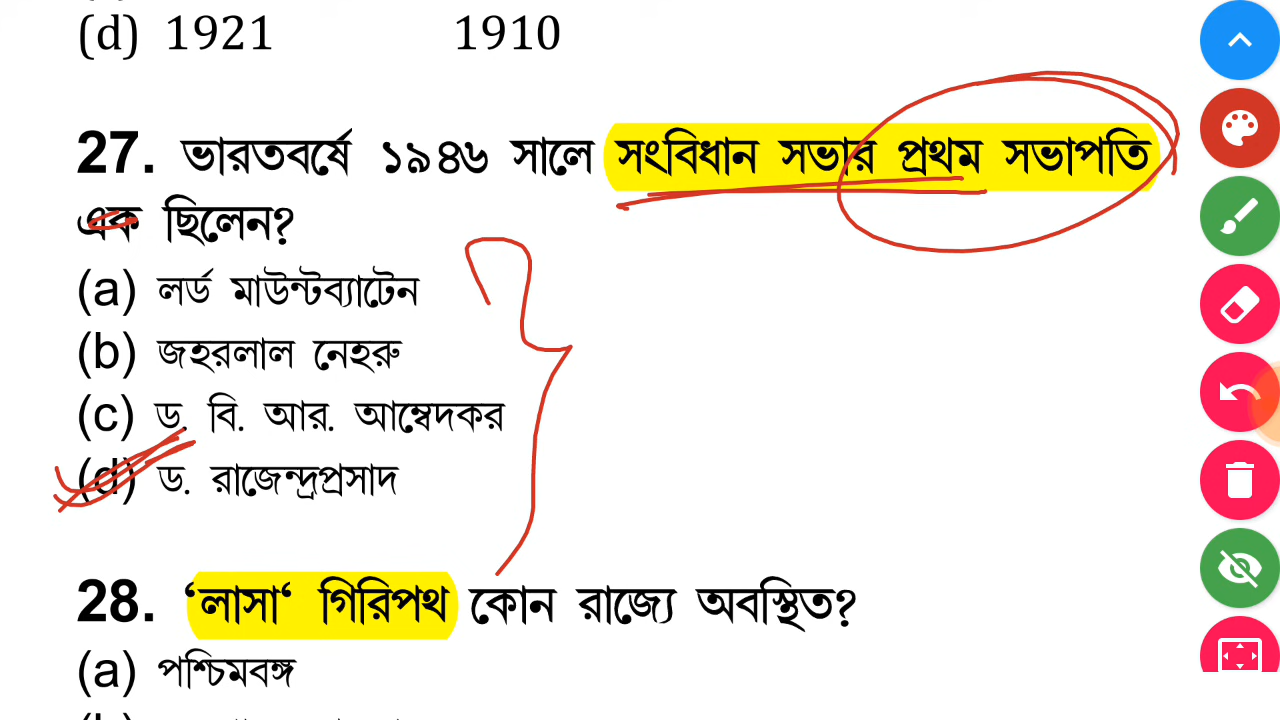 (d) 1921 1910
27. ভারতবর্ষে ১৯৪৬ সালে সংবিধান সভার প্রথম সভাপতি
একে ছিলেন?
(a) লর্ড মাউন্টব্যাটেন
(b) জহরলাল নেহরু
(c) ড. বি. আর. আম্বেদকর
(d) ড. রাজেন্দ্রপ্রসাদ
28. ‘লাসা‘ গিরিপথ কোন রাজ্যে অবস্থিত?
(a) পশ্চিমবঙ্গ